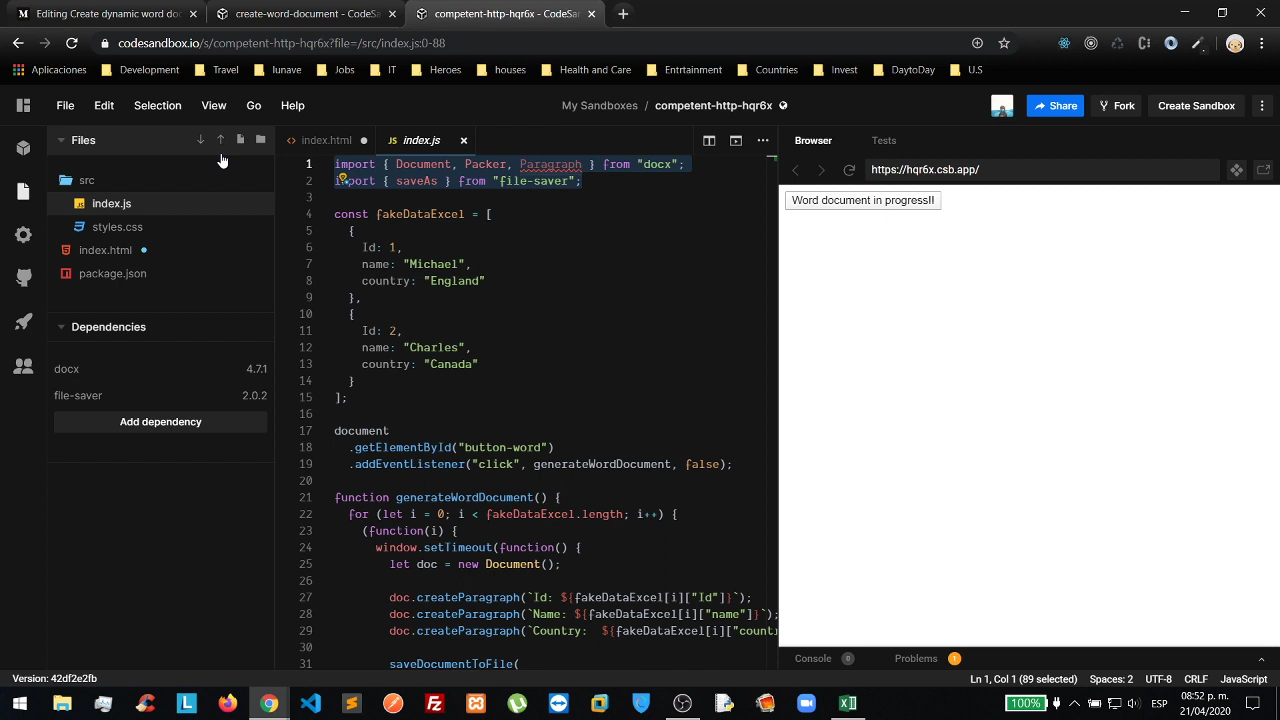 Editing Create dynamic word doc
create-word-document - CodeSa
competent-http-hqr6x - CodeSa
codesandbox.io/s/competent-http-hqr6x?file=/src/index.js:0-88
Aplicaciones Development Travel lunave Jobs IT Heroes houses Health and Care Entrtainment Countries Invest DaytoDay U.S
File Edit Selection View Go Help
My Sandboxes / competent-http-hqr6x
Share Fork Create Sandbox
Files
src
index.js
styles.css
index.html
package.json
Dependencies
docx 4.7.1
file-saver 2.0.2
Add dependency
index.html JS index.js
1 import { Document, Packer, Paragraph } from "docx";
2 import { saveAs } from "file-saver";
3
4 const fakeDataExcel = [
5 {
6 Id: 1,
7 name: "Michael",
8 country: "England"
9 },
10 {
11 Id: 2,
12 name: "Charles",
13 country: "Canada"
14 }
15 ];
16
17 document
18 .getElementById("button-word")
19 .addEventListener("click", generateWordDocument, false);
20
21 function generateWordDocument() {
22 for (let i = 0; i < fakeDataExcel.length; i++) {
23 (function(i) {
24 window.setTimeout(function() {
25 let doc = new Document();
26
27 doc.createParagraph(`Id: ${fakeDataExcel[i]["Id"]}`);
28 doc.createParagraph(`Name: ${fakeDataExcel[i]["name"]}`);
29 doc.createParagraph(`Country: ${fakeDataExcel[i]["count
30
31 saveDocumentToFile(
Browser Tests
https://hqr6x.csb.app/
Word document in progress!!
Console 0 Problems 1
Version: 42df2e2fb
Ln 1, Col 1 (89 selected) Spaces: 2 UTF-8 CRLF JavaScript
100% ESP
08:52 p. m.
21/04/2020